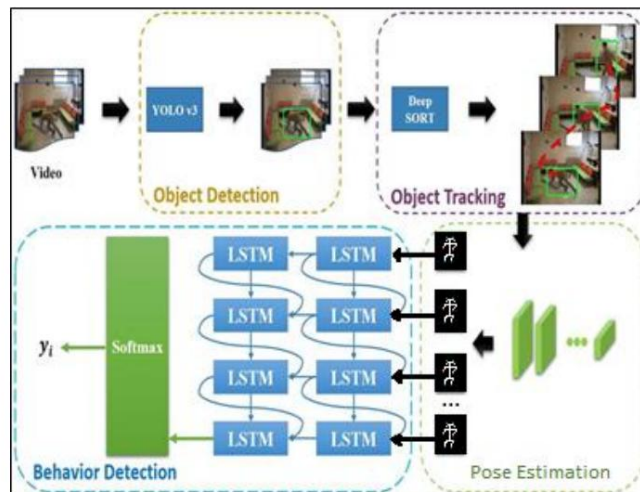 YOLO v3
Deep
SORT
Video
Object Detection
Object Tracking
LSTM
LSTM
LSTM
LSTM
...
LSTM
LSTM
LSTM
LSTM
Softmax
yᵢ
Behavior Detection
Pose Estimation